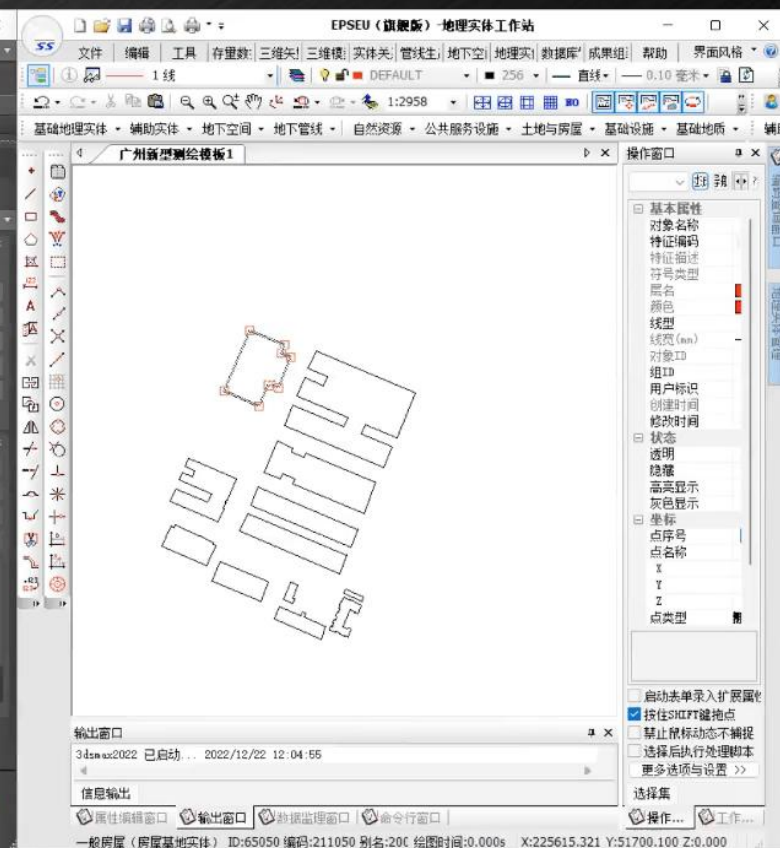 EPSEU (旗舰版) -地理实体工作站
SS
文件 编辑 工具 存量数: 三维矢! 三维模: 实体关: 管线生: 地下空| 地理实| 数据库' 成果组: 帮助 界面风格
1 线 DEFAULT 256 直线 0.10 毫米
1:2958 BO
基础地理实体 辅助实体 地下空间 地下管线 自然资源 公共服务设施 土地与房屋 基础设施 基础地质 辅
广州新型测绘模板1
操作窗口
基本属性
对象名称
特征编码
特征描述
符号类型
层名
颜色
线型
线宽(mm)
对象ID
组ID
用户标识
创建时间
修改时间
状态
透明
隐藏
高亮显示
灰色显示
坐标
点序号
点名称
X
Y
Z
点类型
启动表单录入扩展属性
按住SHIFT键拖点
禁止鼠标动态不捕捉
选择后执行处理脚本
更多选项与设置 >>
选择集
操作... 工作...
输出窗口
3dsmax2022 已启动... 2022/12/22 12:04:55
信息输出
属性编辑窗口 输出窗口 数据监理窗口 命令行窗口
一般房屋（房屋基地实体） ID:65050 编码:211050 别名:20C 绘图时间:0.000s X:225615.321 Y:51700.100 Z:0.000